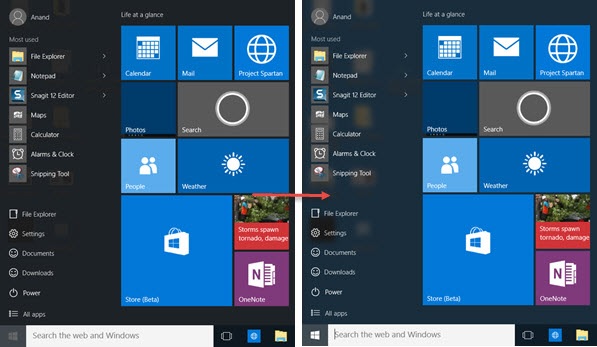 Anand
Life at a glance
Most used
File Explorer
Notepad
Snagit 12 Editor
Maps
Calculator
Alarms & Clock
Snipping Tool
File Explorer
Settings
Documents
Downloads
Power
All apps
Calendar
Mail
Project Spartan
Photos
Search
People
Weather
Store (Beta)
Storms spawn
tornado, damage
OneNote
Search the web and Windows
Anand
Life at a glance
Most used
File Explorer
Notepad
Snagit 12 Editor
Maps
Calculator
Alarms & Clock
Snipping Tool
File Explorer
Settings
Documents
Downloads
Power
All apps
Calendar
Mail
Project Spartan
Photos
Search
People
Weather
Store (Beta)
Storms spawn
tornado, damage
OneNote
Search the web and Windows